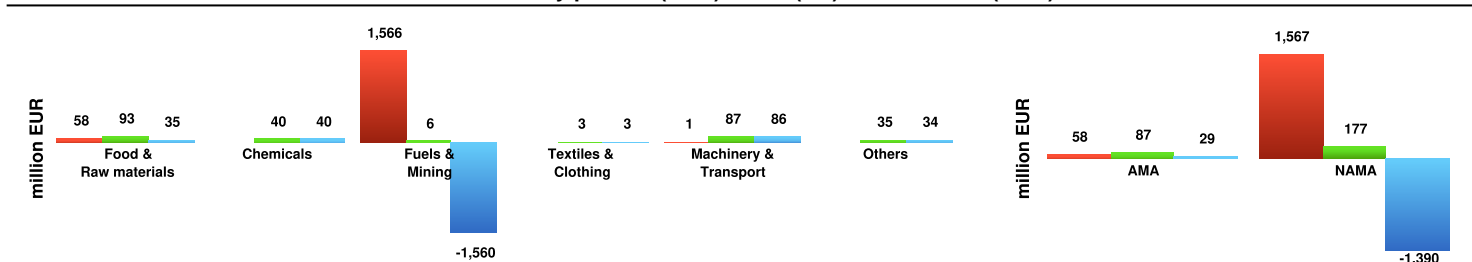 1,566
1,567
million EUR
58 93 35
40 40
6
3 3
1 87 86
35 34
Food &
Raw materials
Chemicals
Fuels &
Mining
Textiles &
Clothing
Machinery &
Transport
Others
-1,560
million EUR
58 87 29
177
AMA
NAMA
-1,390